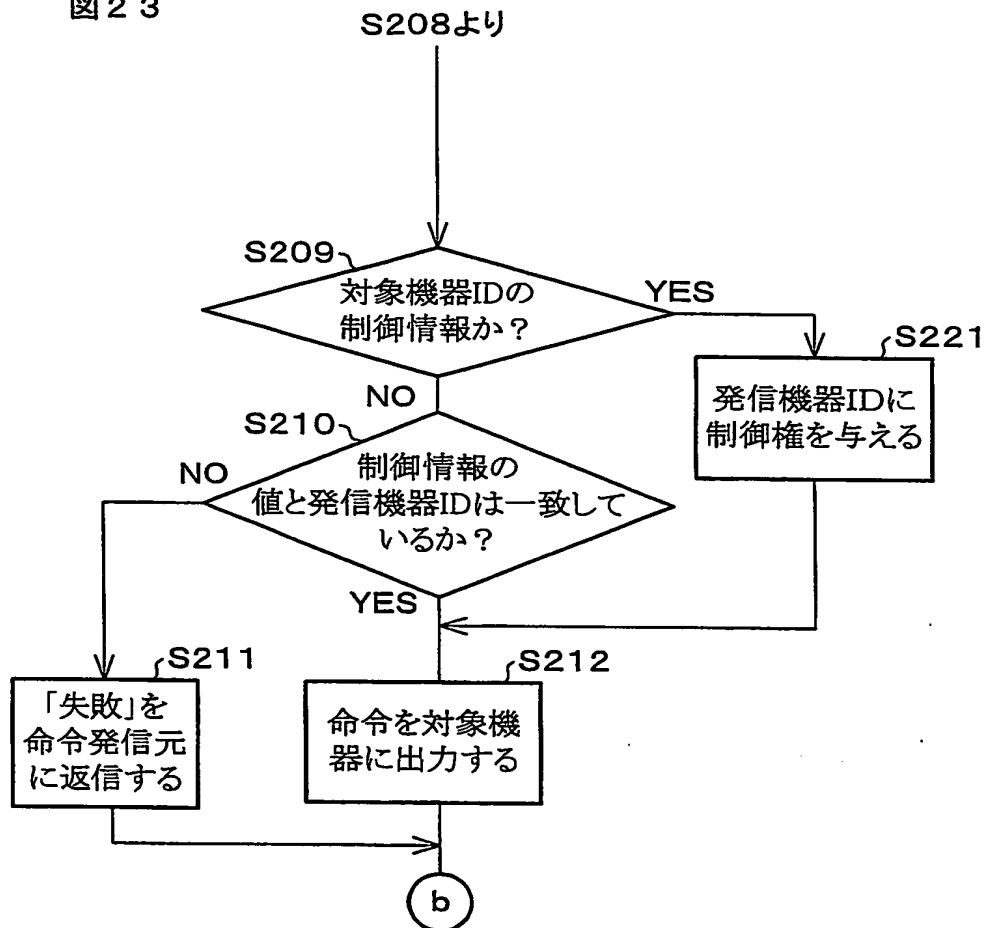 図23
S208より
S209
対象機器IDの
制御情報か？
YES
S221
発信機器IDに
制御権を与える
NO
S210
制御情報の
値と発信機器IDは一致して
いるか？
NO
YES
S211
「失敗」を
命令発信元
に返信する
S212
命令を対象機
器に出力する
b